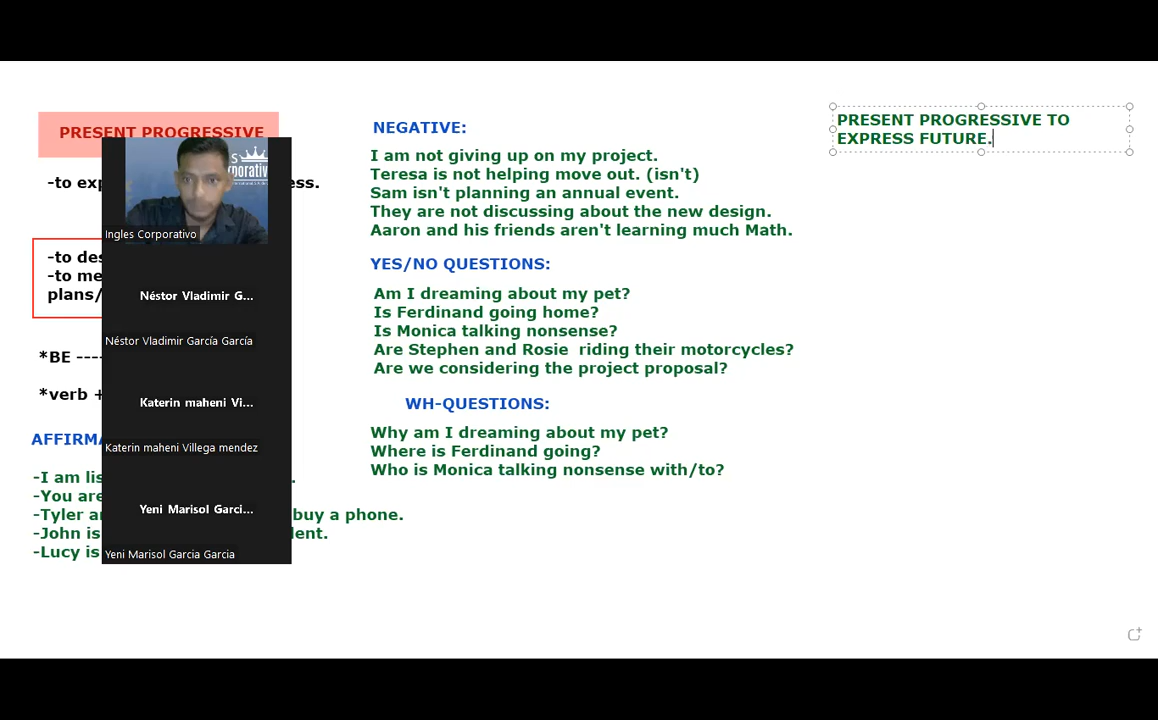 PRESENT PROGRESSIVE
-to ess.
-to
-to
plans/
*BE ----
*verb +
AFFIRMA
-I am .
-You are
-Tyler buy a phone.
-John is
-Lucy is
Ingles Corporativo
Néstor Vladimir G...
Néstor Vladimir García García
Katerin maheni Vi...
Katerin maheni Villega mendez
Yeni Marisol Garci...
Yeni Marisol Garcia Garcia
NEGATIVE:
I am not giving up on my project.
Teresa is not helping move out. (isn't)
Sam isn't planning an annual event.
They are not discussing about the new design.
Aaron and his friends aren't learning much Math.
YES/NO QUESTIONS:
Am I dreaming about my pet?
Is Ferdinand going home?
Is Monica talking nonsense?
Are Stephen and Rosie riding their motorcycles?
Are we considering the project proposal?
WH-QUESTIONS:
Why am I dreaming about my pet?
Where is Ferdinand going?
Who is Monica talking nonsense with/to?
PRESENT PROGRESSIVE TO
EXPRESS FUTURE.